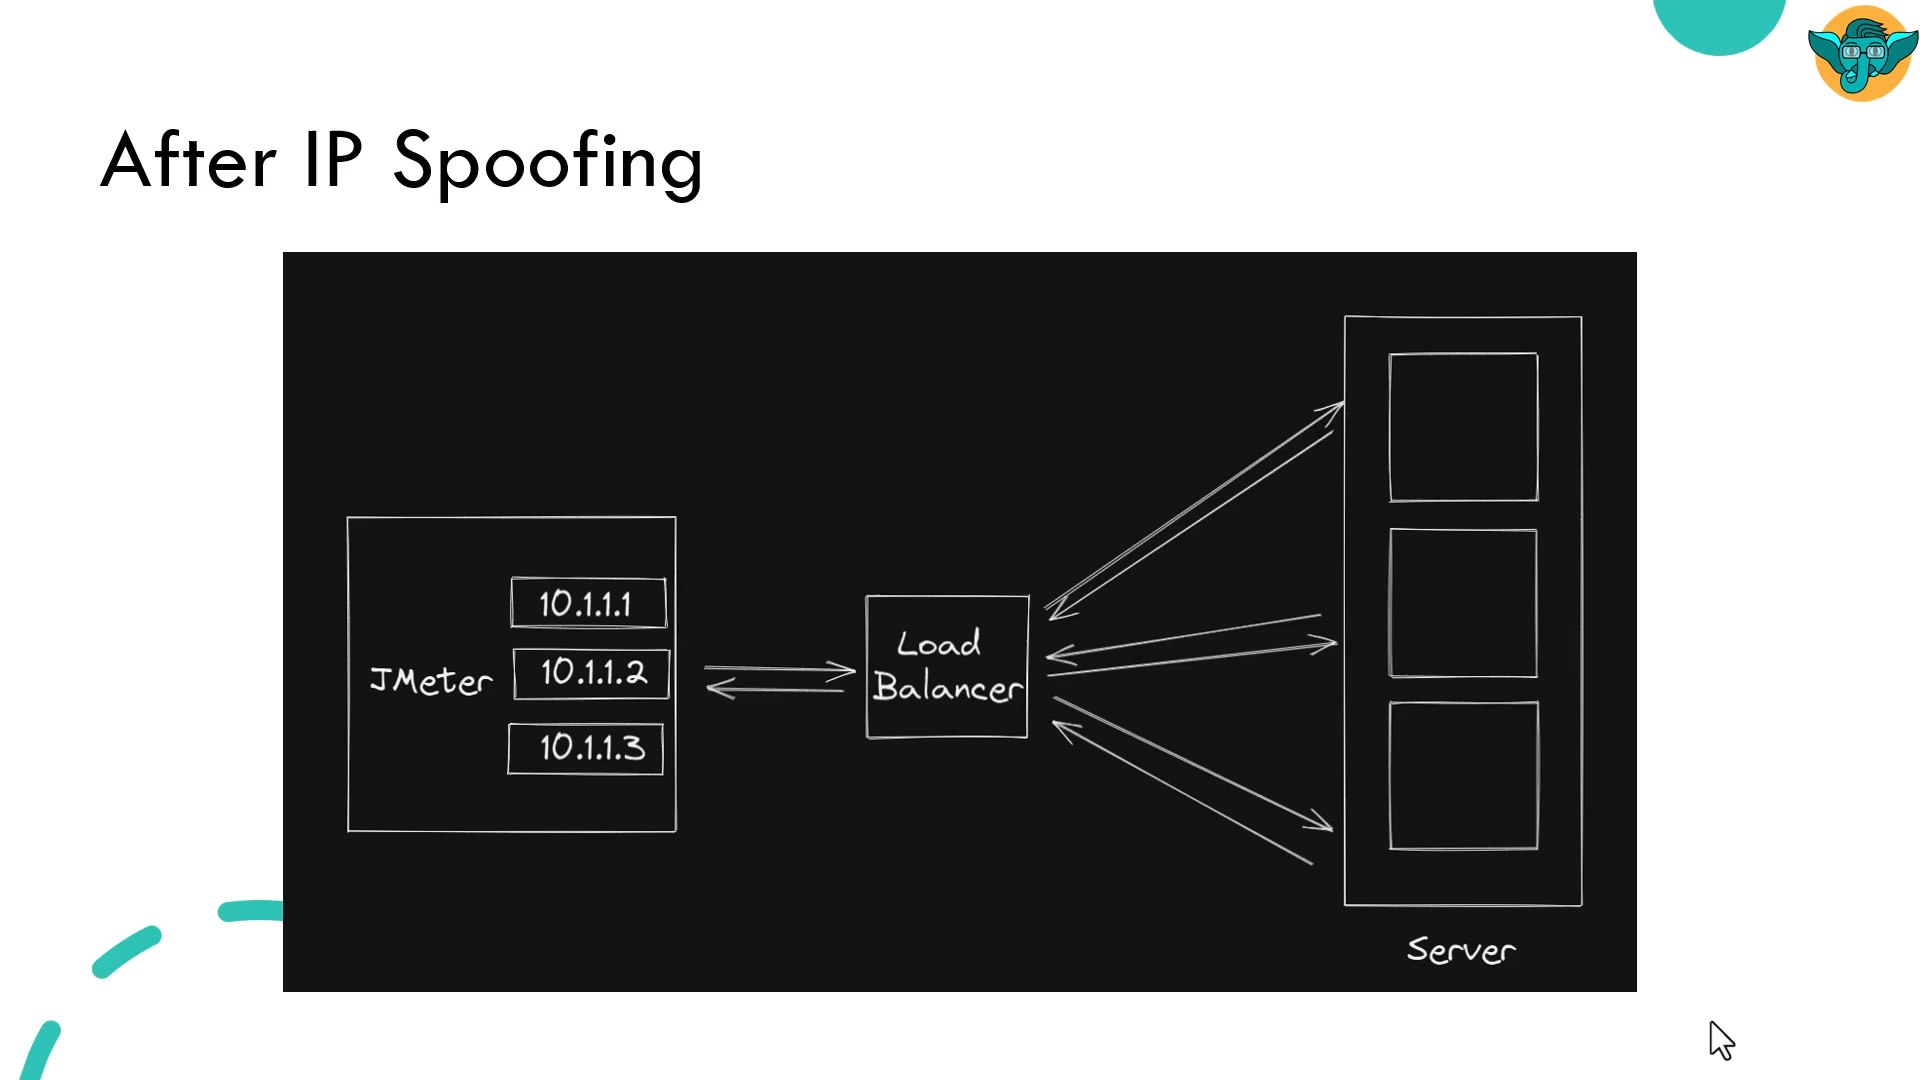 After IP Spoofing
JMeter
10.1.1.1
10.1.1.2
10.1.1.3
Load
Balancer
Server